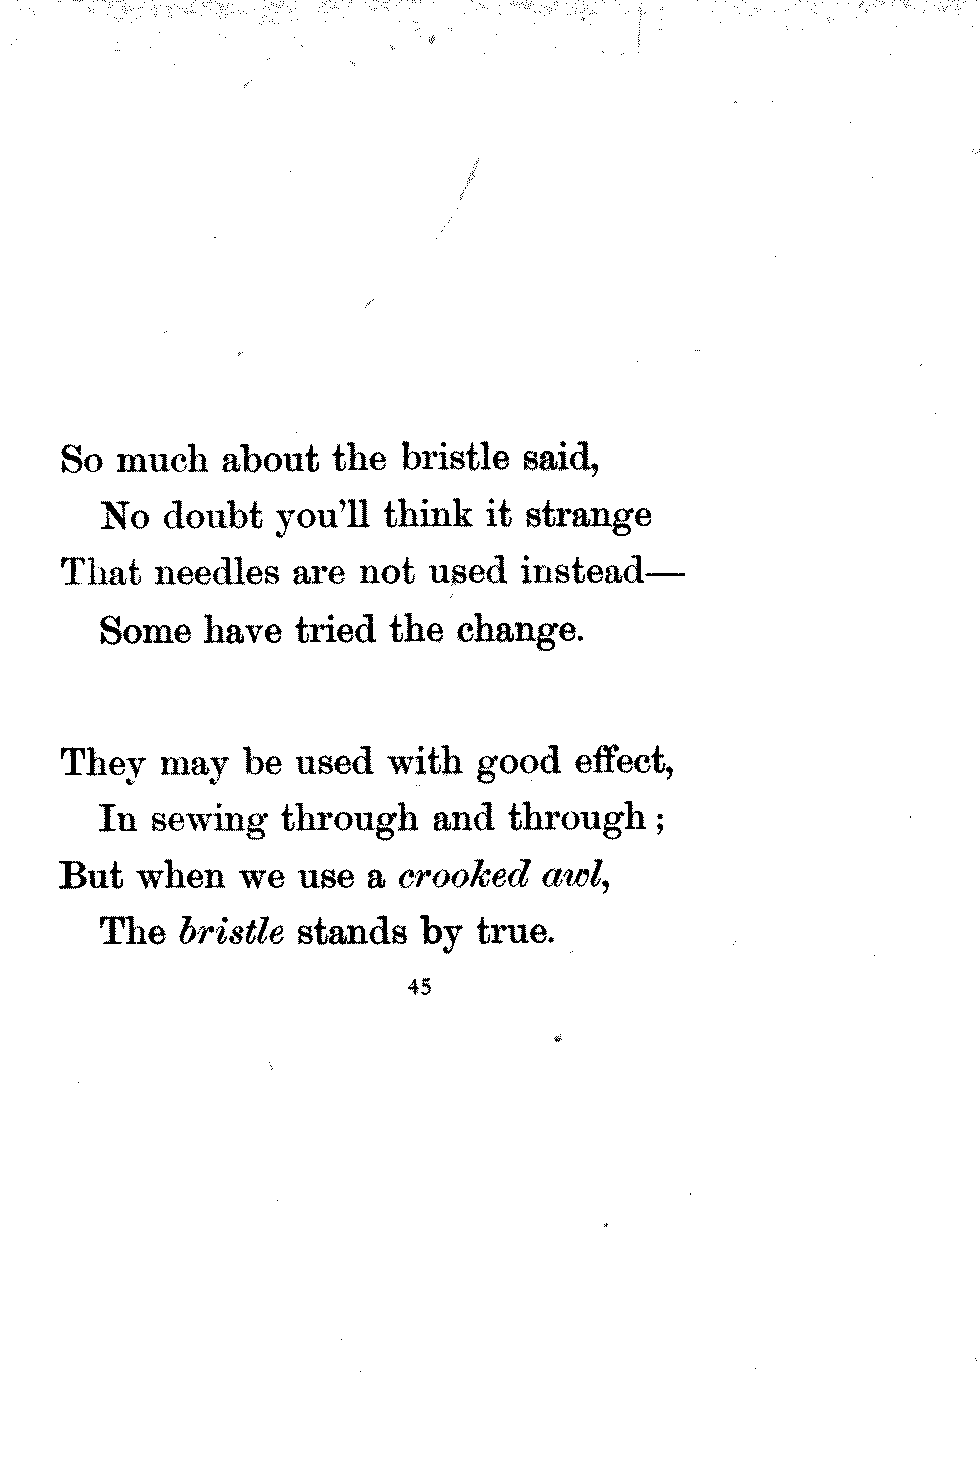 So much about the bristle said,
No doubt you'll think it strange
That needles are not used instead—
Some have tried the change.
They may be used with good effect,
In sewing through and through;
But when we use a crooked awl,
The bristle stands by true.
45